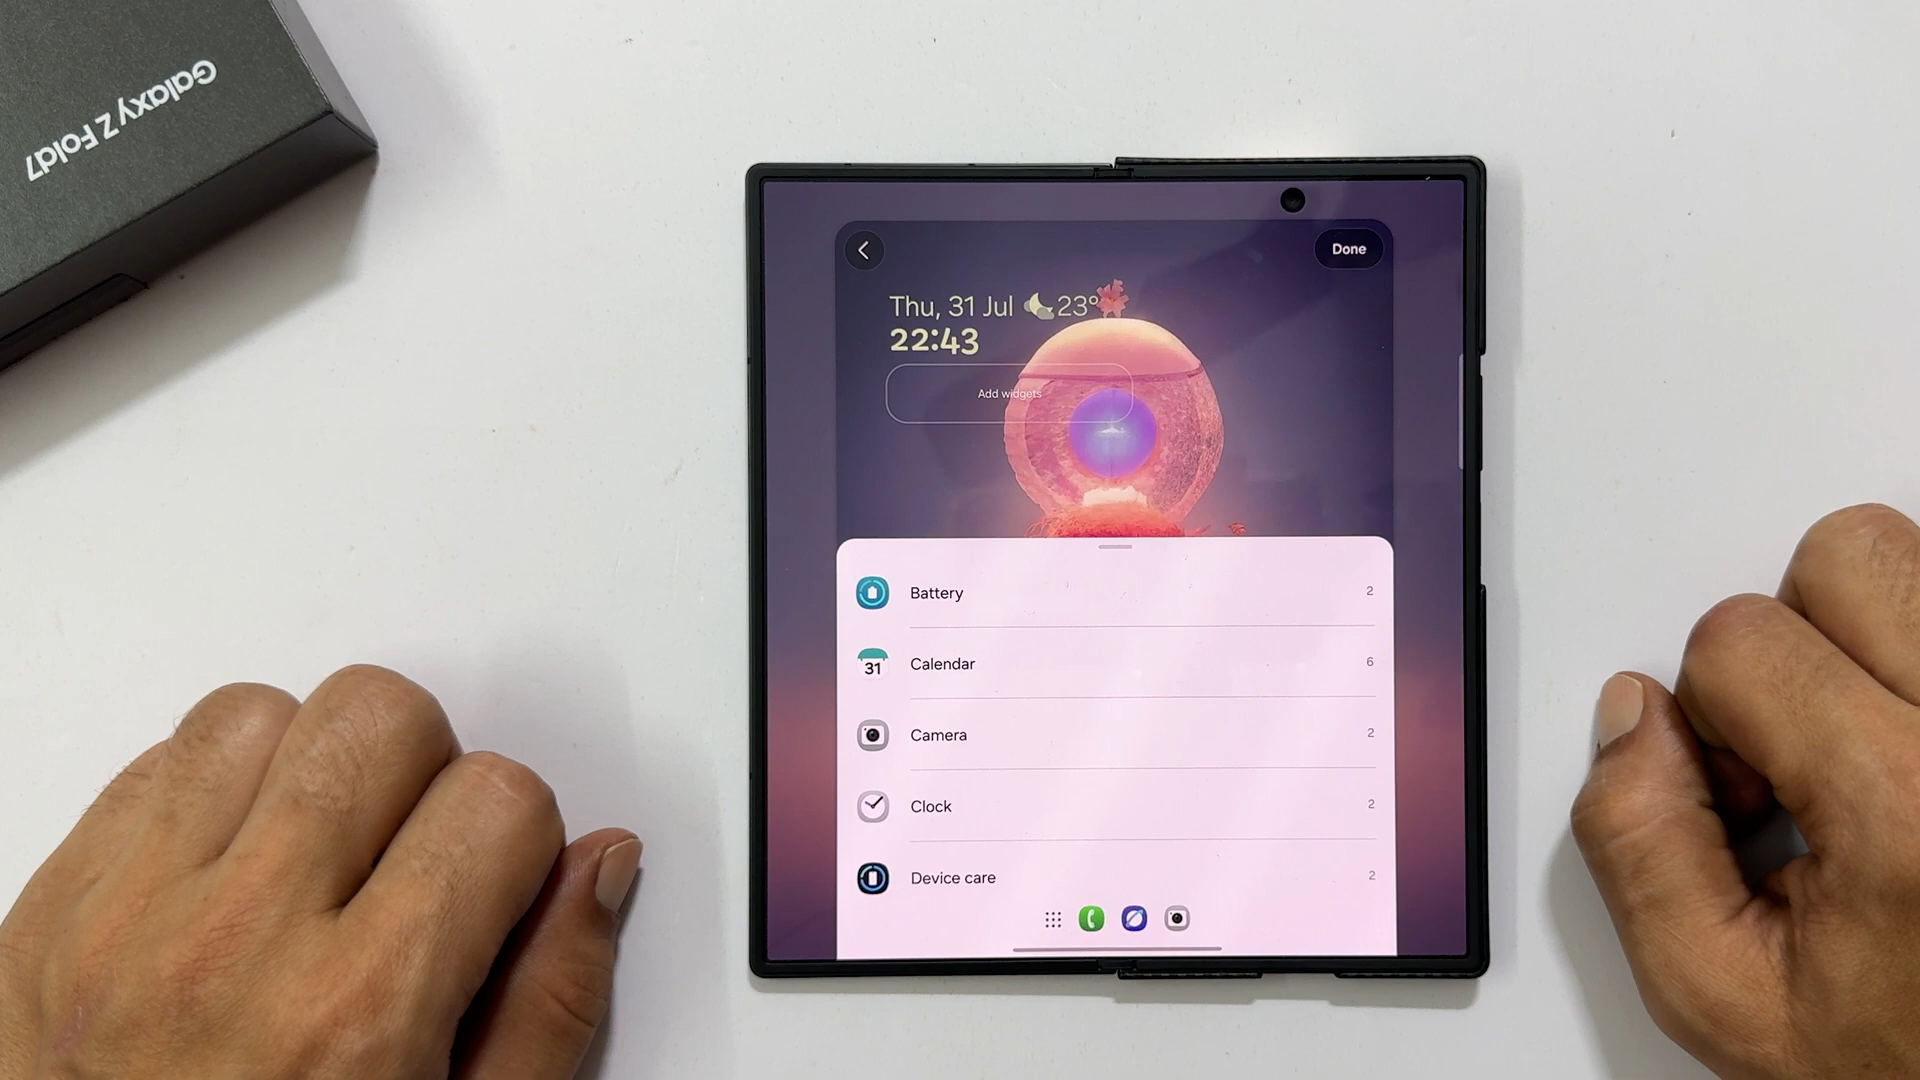 Galaxy Z Fold7
Done
Thu, 31 Jul 23°
22:43
Add widgets
Battery 2
Calendar 6
31
Camera 2
Clock 2
Device care 2